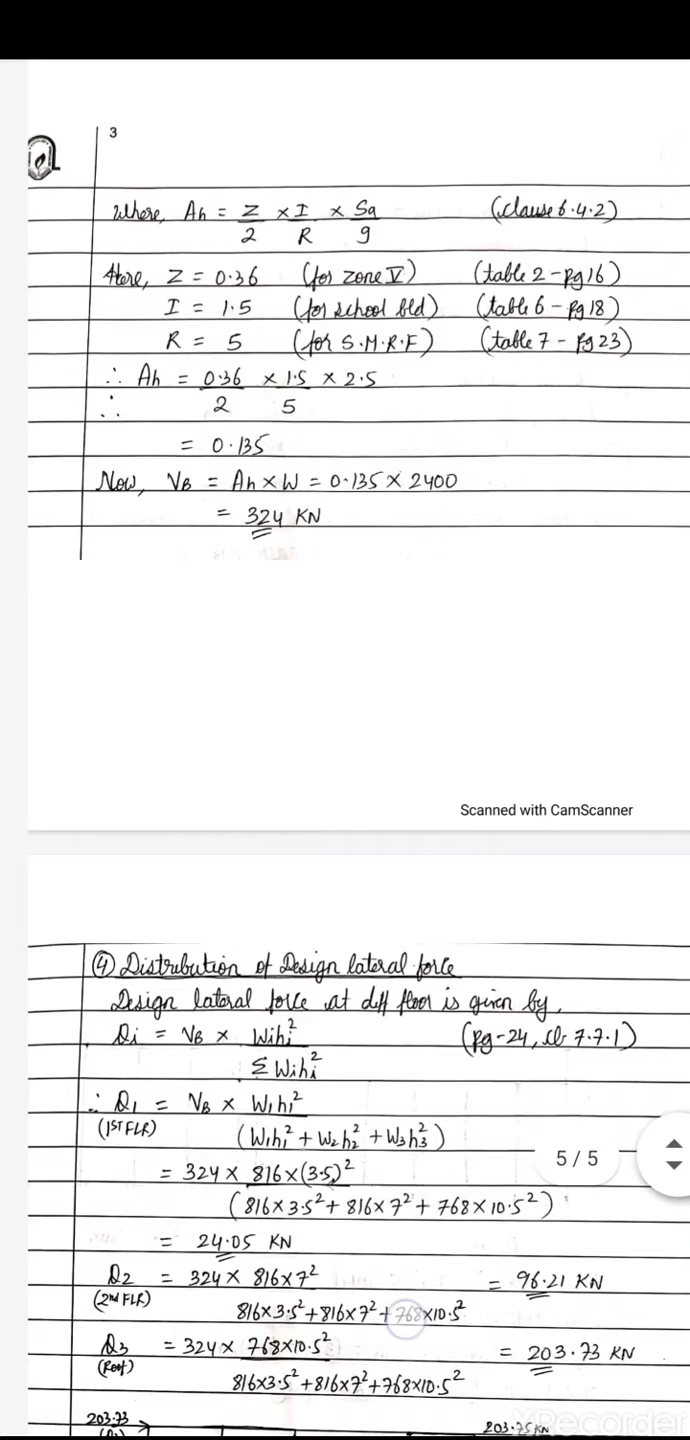 3
Where, Ah = Z/2 × I/R × Sa/g (clause 6.4.2)
Here, Z = 0.36 (for zone V) (table 2 - Pg 16)
I = 1.5 (for school bld) (table 6 - Pg 18)
R = 5 (for S.M.R.F) (table 7 - Pg 23)
∴ Ah = 0.36/2 × 1.5/5 × 2.5
∴
= 0.135
Now, VB = Ah × W = 0.135 × 2400
= 324 KN
Scanned with CamScanner
④ Distribution of Design lateral force
Design lateral force at diff floor is given by,
Qi = VB × Wihi²/ΣWihi² (Pg-24, cl. 7.7.1)
∴ Q1 = VB × W1h1²/(W1h1² + W2h2² + W3h3²)
(1ST FLR)
5 / 5
= 324 × 816×(3.5)²/(816×3.5² + 816×7² + 768×10.5²)
= 24.05 KN
Q2 = 324 × 816×7²/816×3.5²+816×7²+768×10.5² = 96.21 KN
(2nd FLR)
Q3 = 324 × 768×10.5²/816×3.5²+816×7²+768×10.5² = 203.73 KN
(Roof)
203.73 203.75 KN
XRecorder